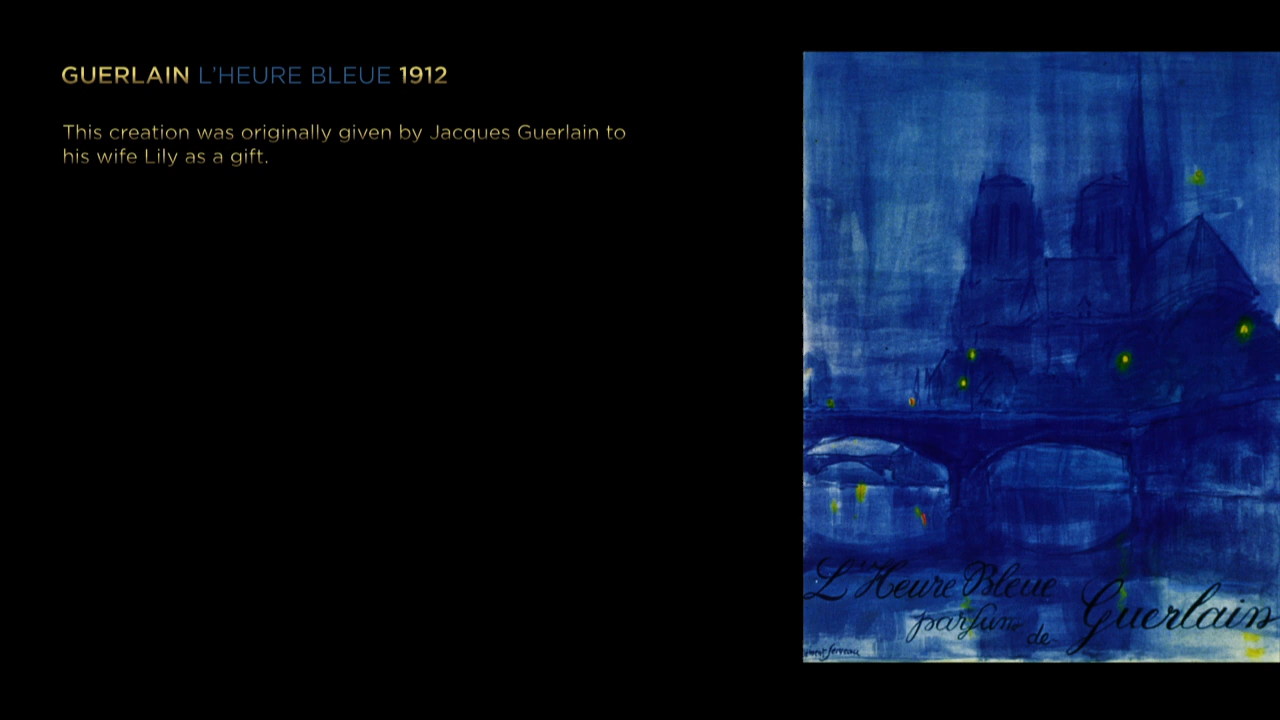 GUERLAIN L'HEURE BLEUE 1912
This creation was originally given by Jacques Guerlain to
his wife Lily as a gift.
L'Heure Bleue
parfum de Guerlain